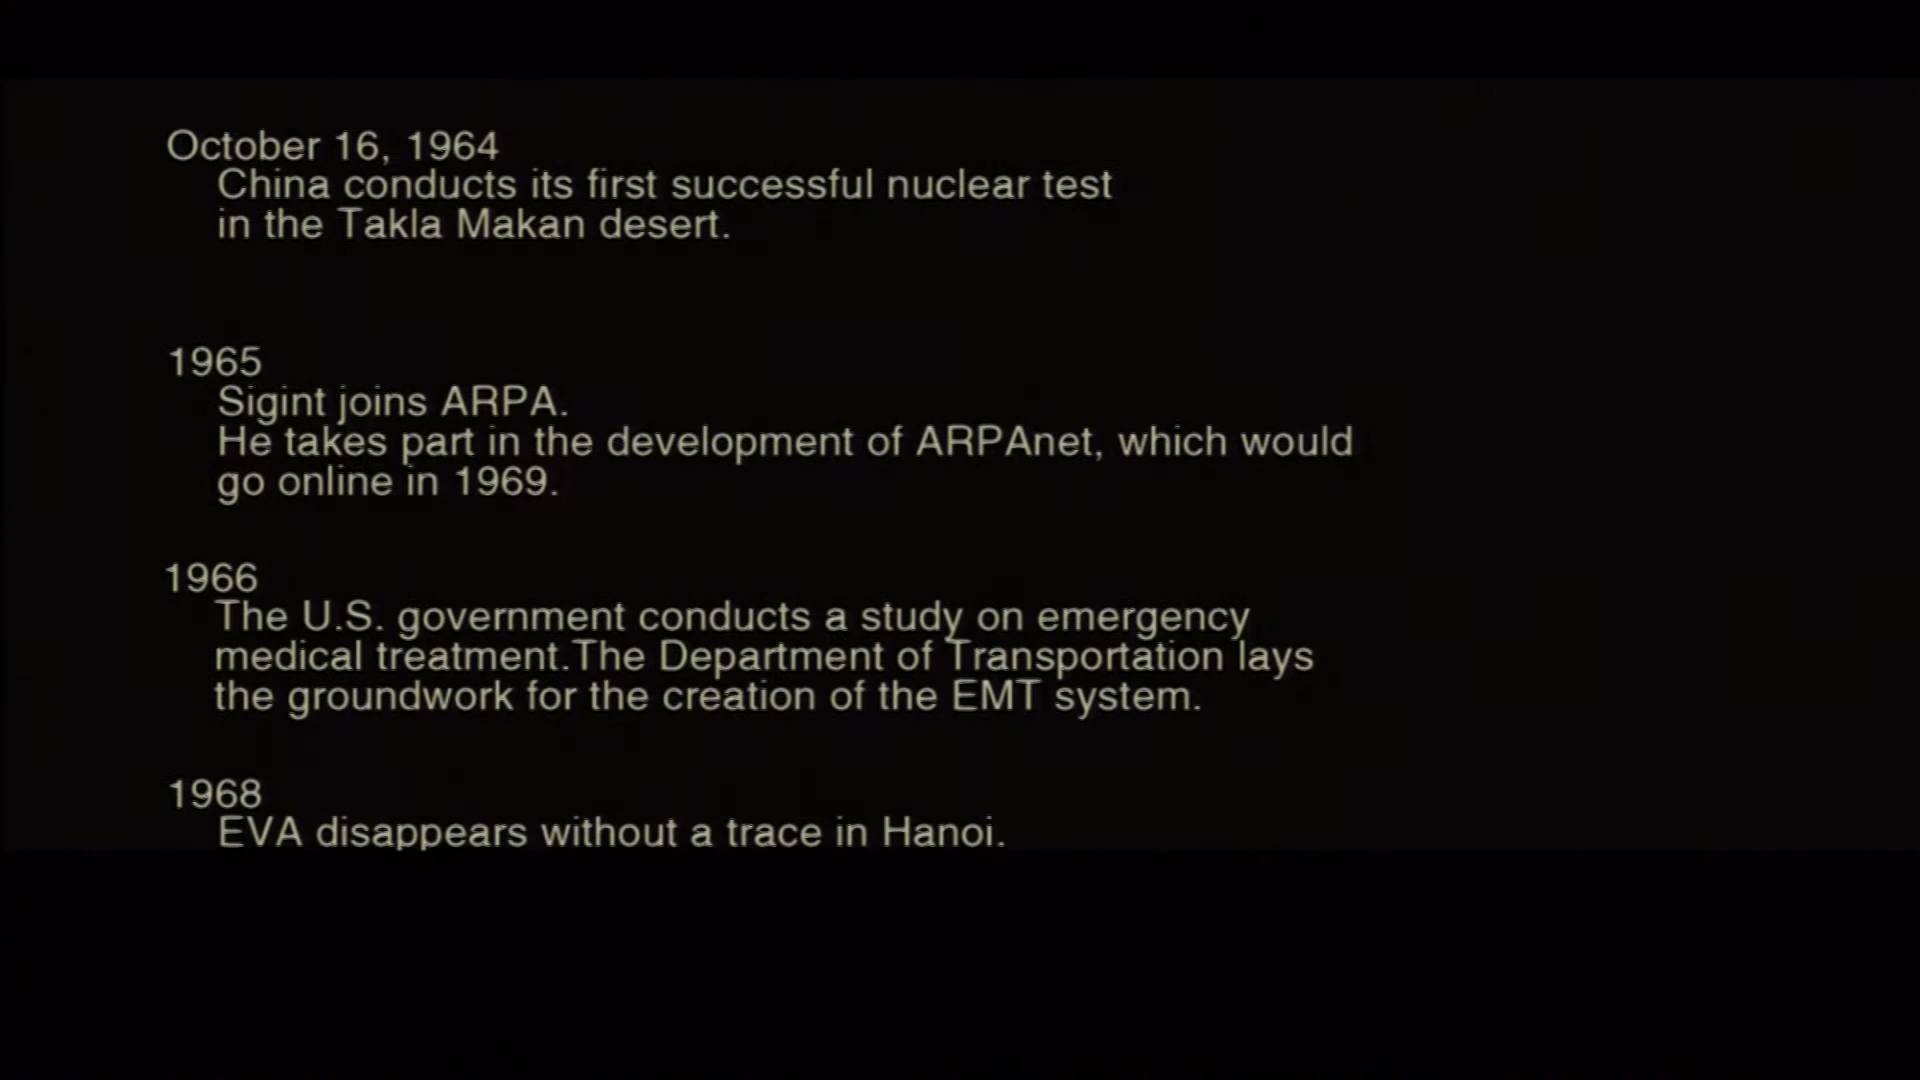 October 16, 1964
China conducts its first successful nuclear test
in the Takla Makan desert.
1965
Sigint joins ARPA.
He takes part in the development of ARPAnet, which would
go online in 1969.
1966
The U.S. government conducts a study on emergency
medical treatment.The Department of Transportation lays
the groundwork for the creation of the EMT system.
1968
EVA disappears without a trace in Hanoi.